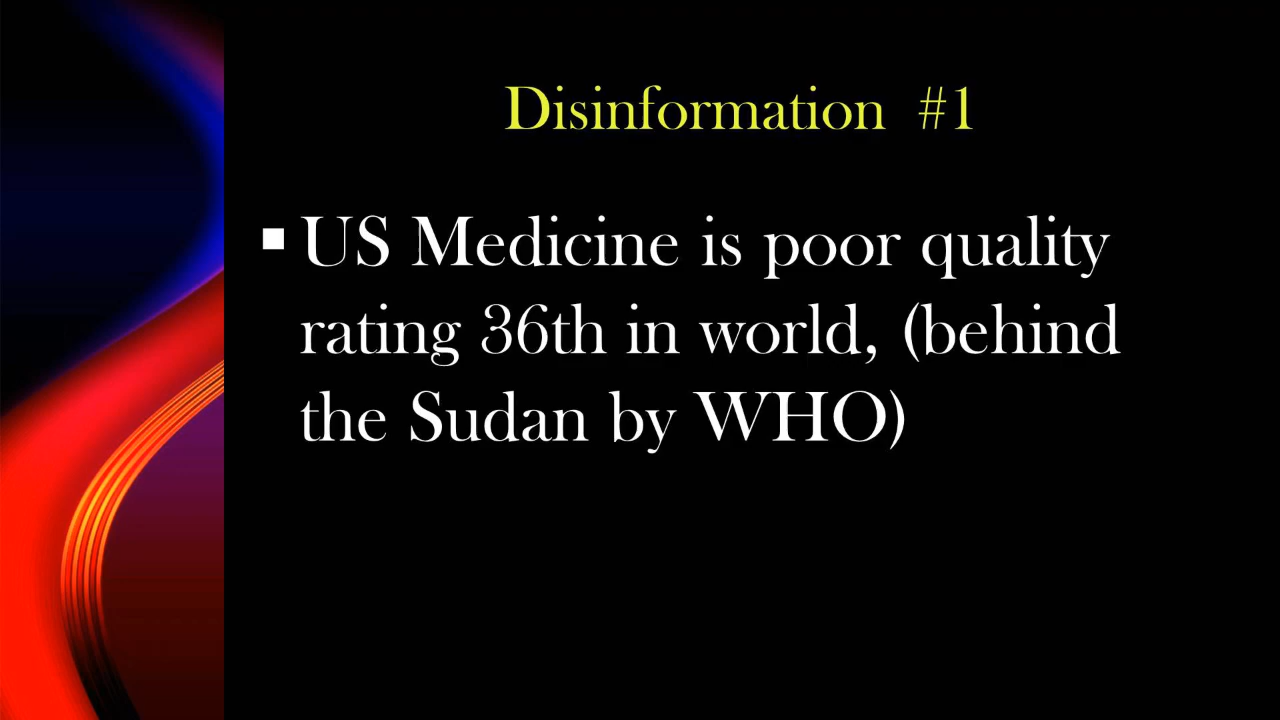 Disinformation #1
▪ US Medicine is poor quality
rating 36th in world, (behind
the Sudan by WHO)